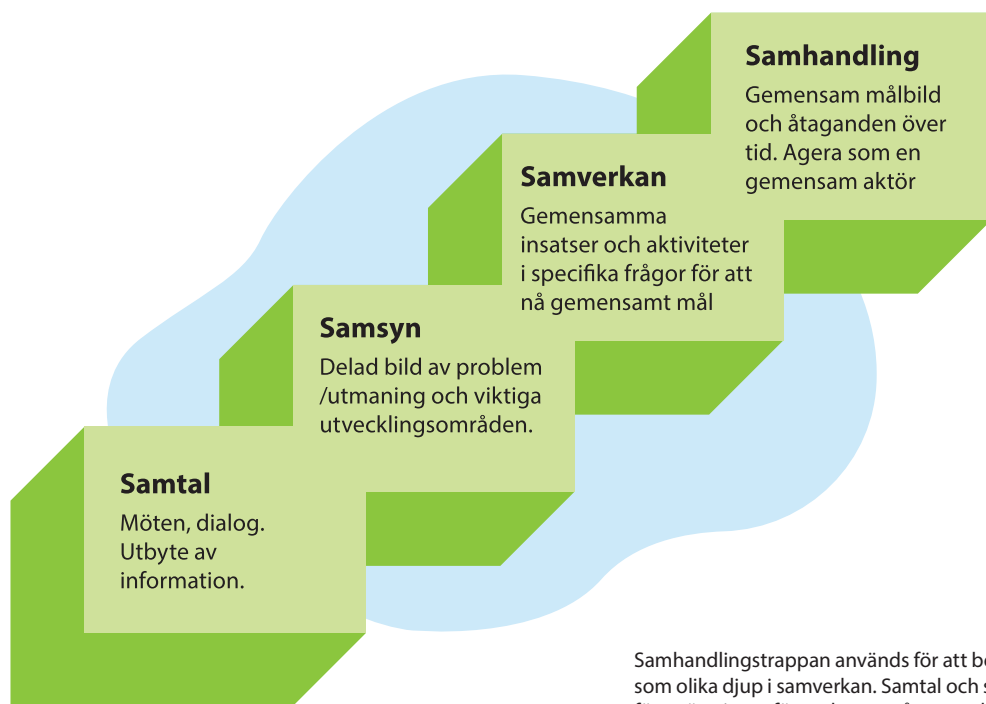 Samhandling
Gemensam målbild
och åtaganden över
tid. Agera som en
gemensam aktör
Samverkan
Gemensamma
insatser och aktiviteter
i specifika frågor för att
nå gemensamt mål
Samsyn
Delad bild av problem
/utmaning och viktiga
utvecklingsområden.
Samtal
Möten, dialog.
Utbyte av
information.
Samhandlingstrappan används för att
som olika djup i samverkan. Samtal och